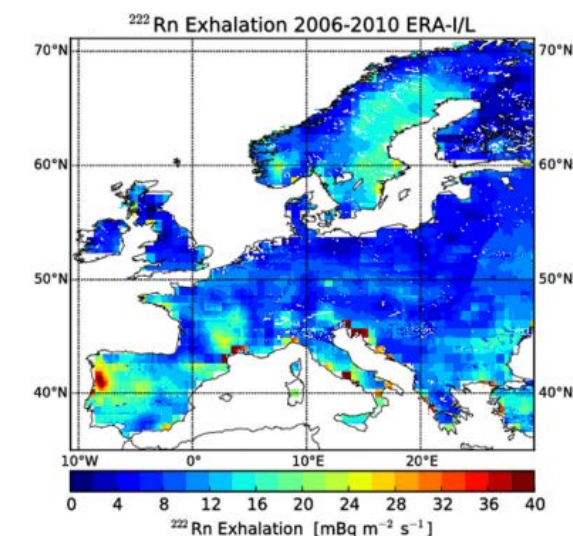 ²²²Rn Exhalation 2006-2010 ERA-I/L
70°N 70°N
60°N 60°N
50°N 50°N
40°N 40°N
10°W 0° 10°E 20°E
0 4 8 12 16 20 24 28 32 36 40
²²²Rn Exhalation [mBq m⁻² s⁻¹]